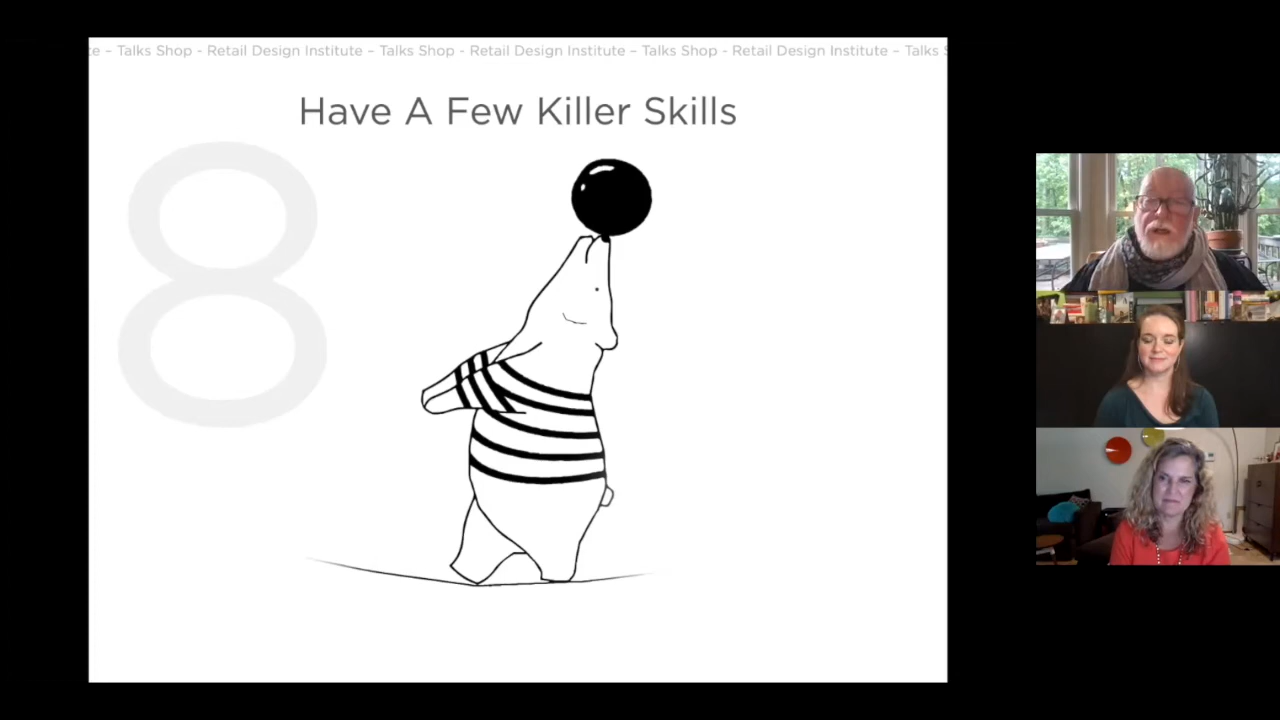 te – Talks Shop - Retail Design Institute – Talks Shop - Retail Design Institute – Talks Shop - Retail Design Institute – Talks S
Have A Few Killer Skills
8